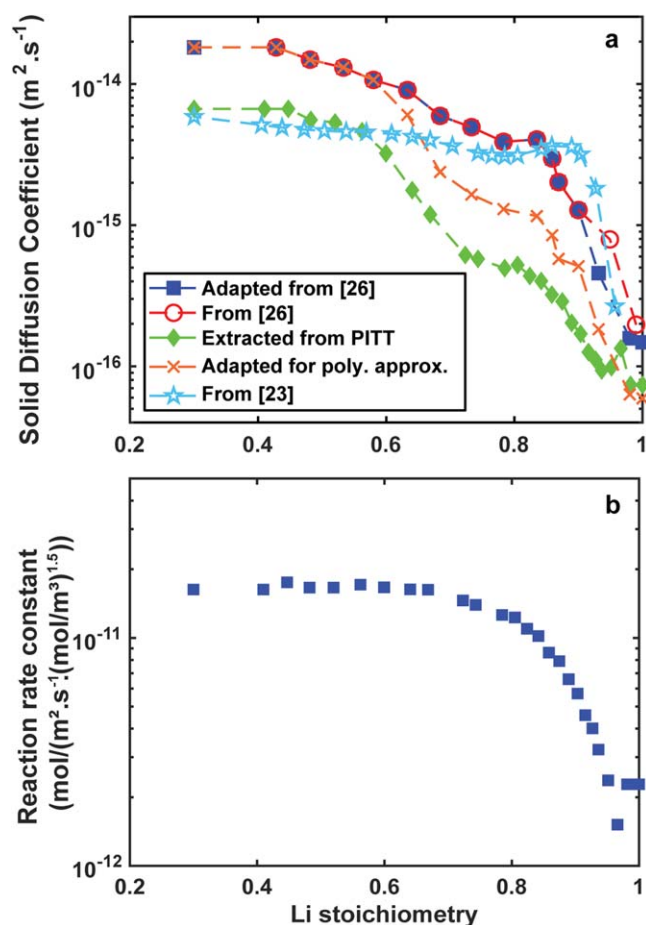 a
Solid Diffusion Coefficient (m².s⁻¹)
10⁻¹⁴
10⁻¹⁵
10⁻¹⁶
Adapted from [26]
From [26]
Extracted from PITT
Adapted for poly. approx.
From [23]
0.2 0.4 0.6 0.8 1
b
Reaction rate constant
(mol/(m².s⁻¹.(mol/m³)¹·⁵))
10⁻¹¹
10⁻¹²
0.2 0.4 0.6 0.8 1
Li stoichiometry